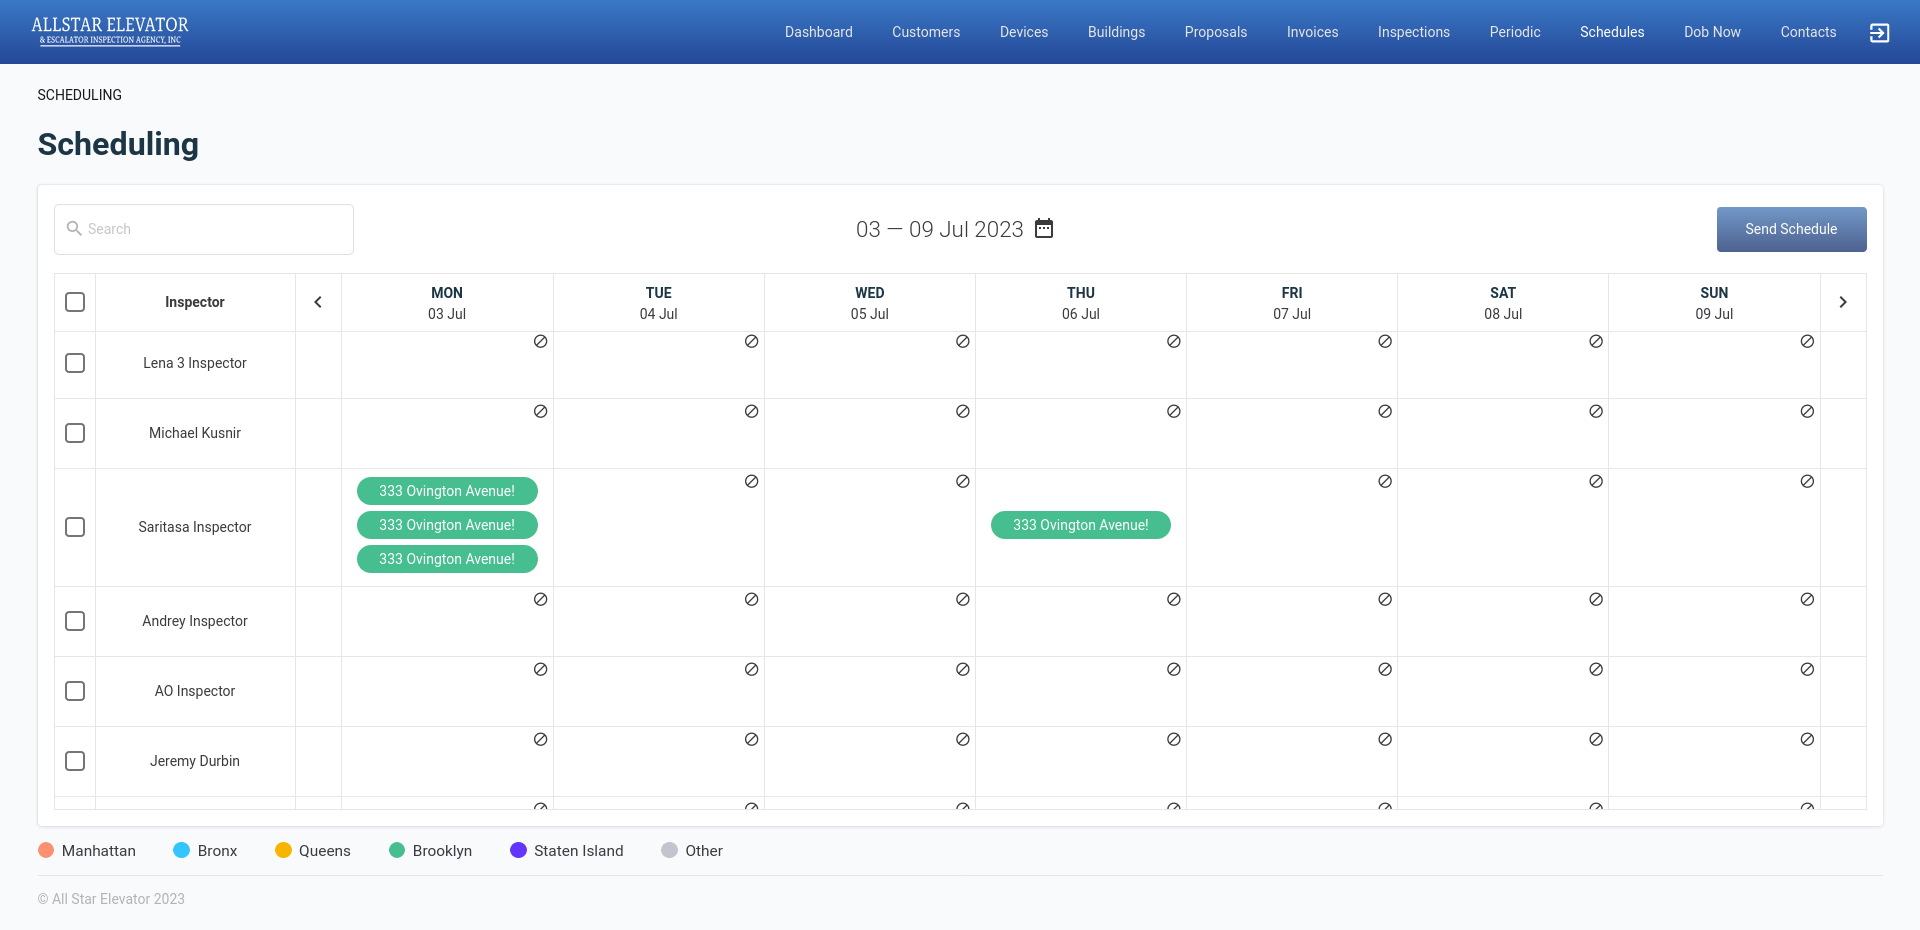 ALLSTAR ELEVATOR
& ESCALATOR INSPECTION AGENCY, INC
Dashboard Customers Devices Buildings Proposals Invoices Inspections Periodic Schedules Dob Now Contacts
SCHEDULING
Scheduling
Search
03 — 09 Jul 2023
Send Schedule
Inspector MON TUE WED THU FRI SAT SUN
03 Jul 04 Jul 05 Jul 06 Jul 07 Jul 08 Jul 09 Jul
Lena 3 Inspector
Michael Kusnir
333 Ovington Avenue!
Saritasa Inspector 333 Ovington Avenue! 333 Ovington Avenue!
333 Ovington Avenue!
Andrey Inspector
AO Inspector
Jeremy Durbin
Manhattan Bronx Queens Brooklyn Staten Island Other
© All Star Elevator 2023